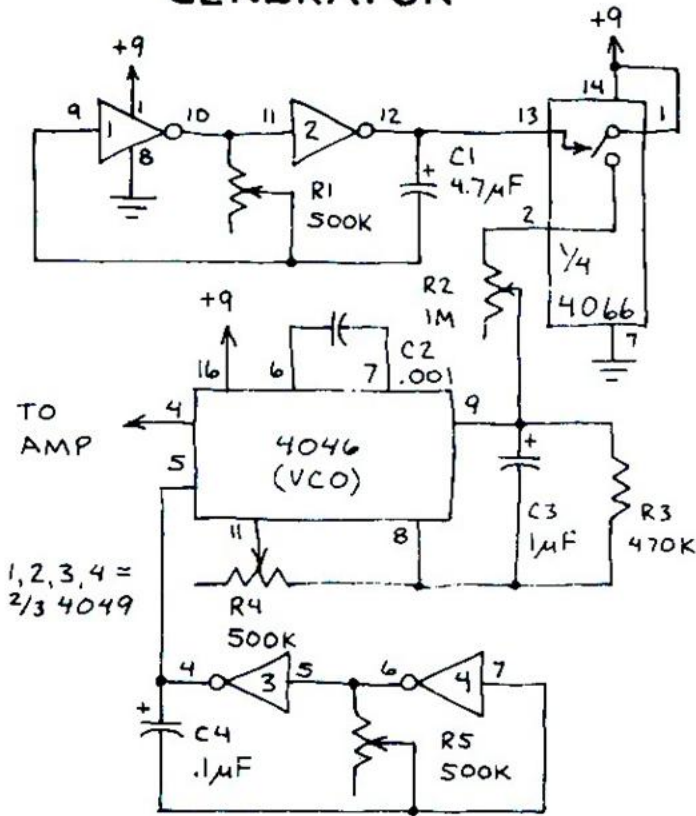 GENERATOR
+9
+9
9
1
1
10
8
11
2
12
13
14
1
C1
+
4.7µF
R1
500K
2
1/4
4066
7
R2
1M
+9
16
6
7
C2
.001
TO
AMP
4
5
4046
(VCO)
9
+
C3
1µF
R3
470K
11
8
R4
500K
1,2,3,4 =
2/3 4049
4
3
5
6
4
7
+
C4
.1µF
R5
500K